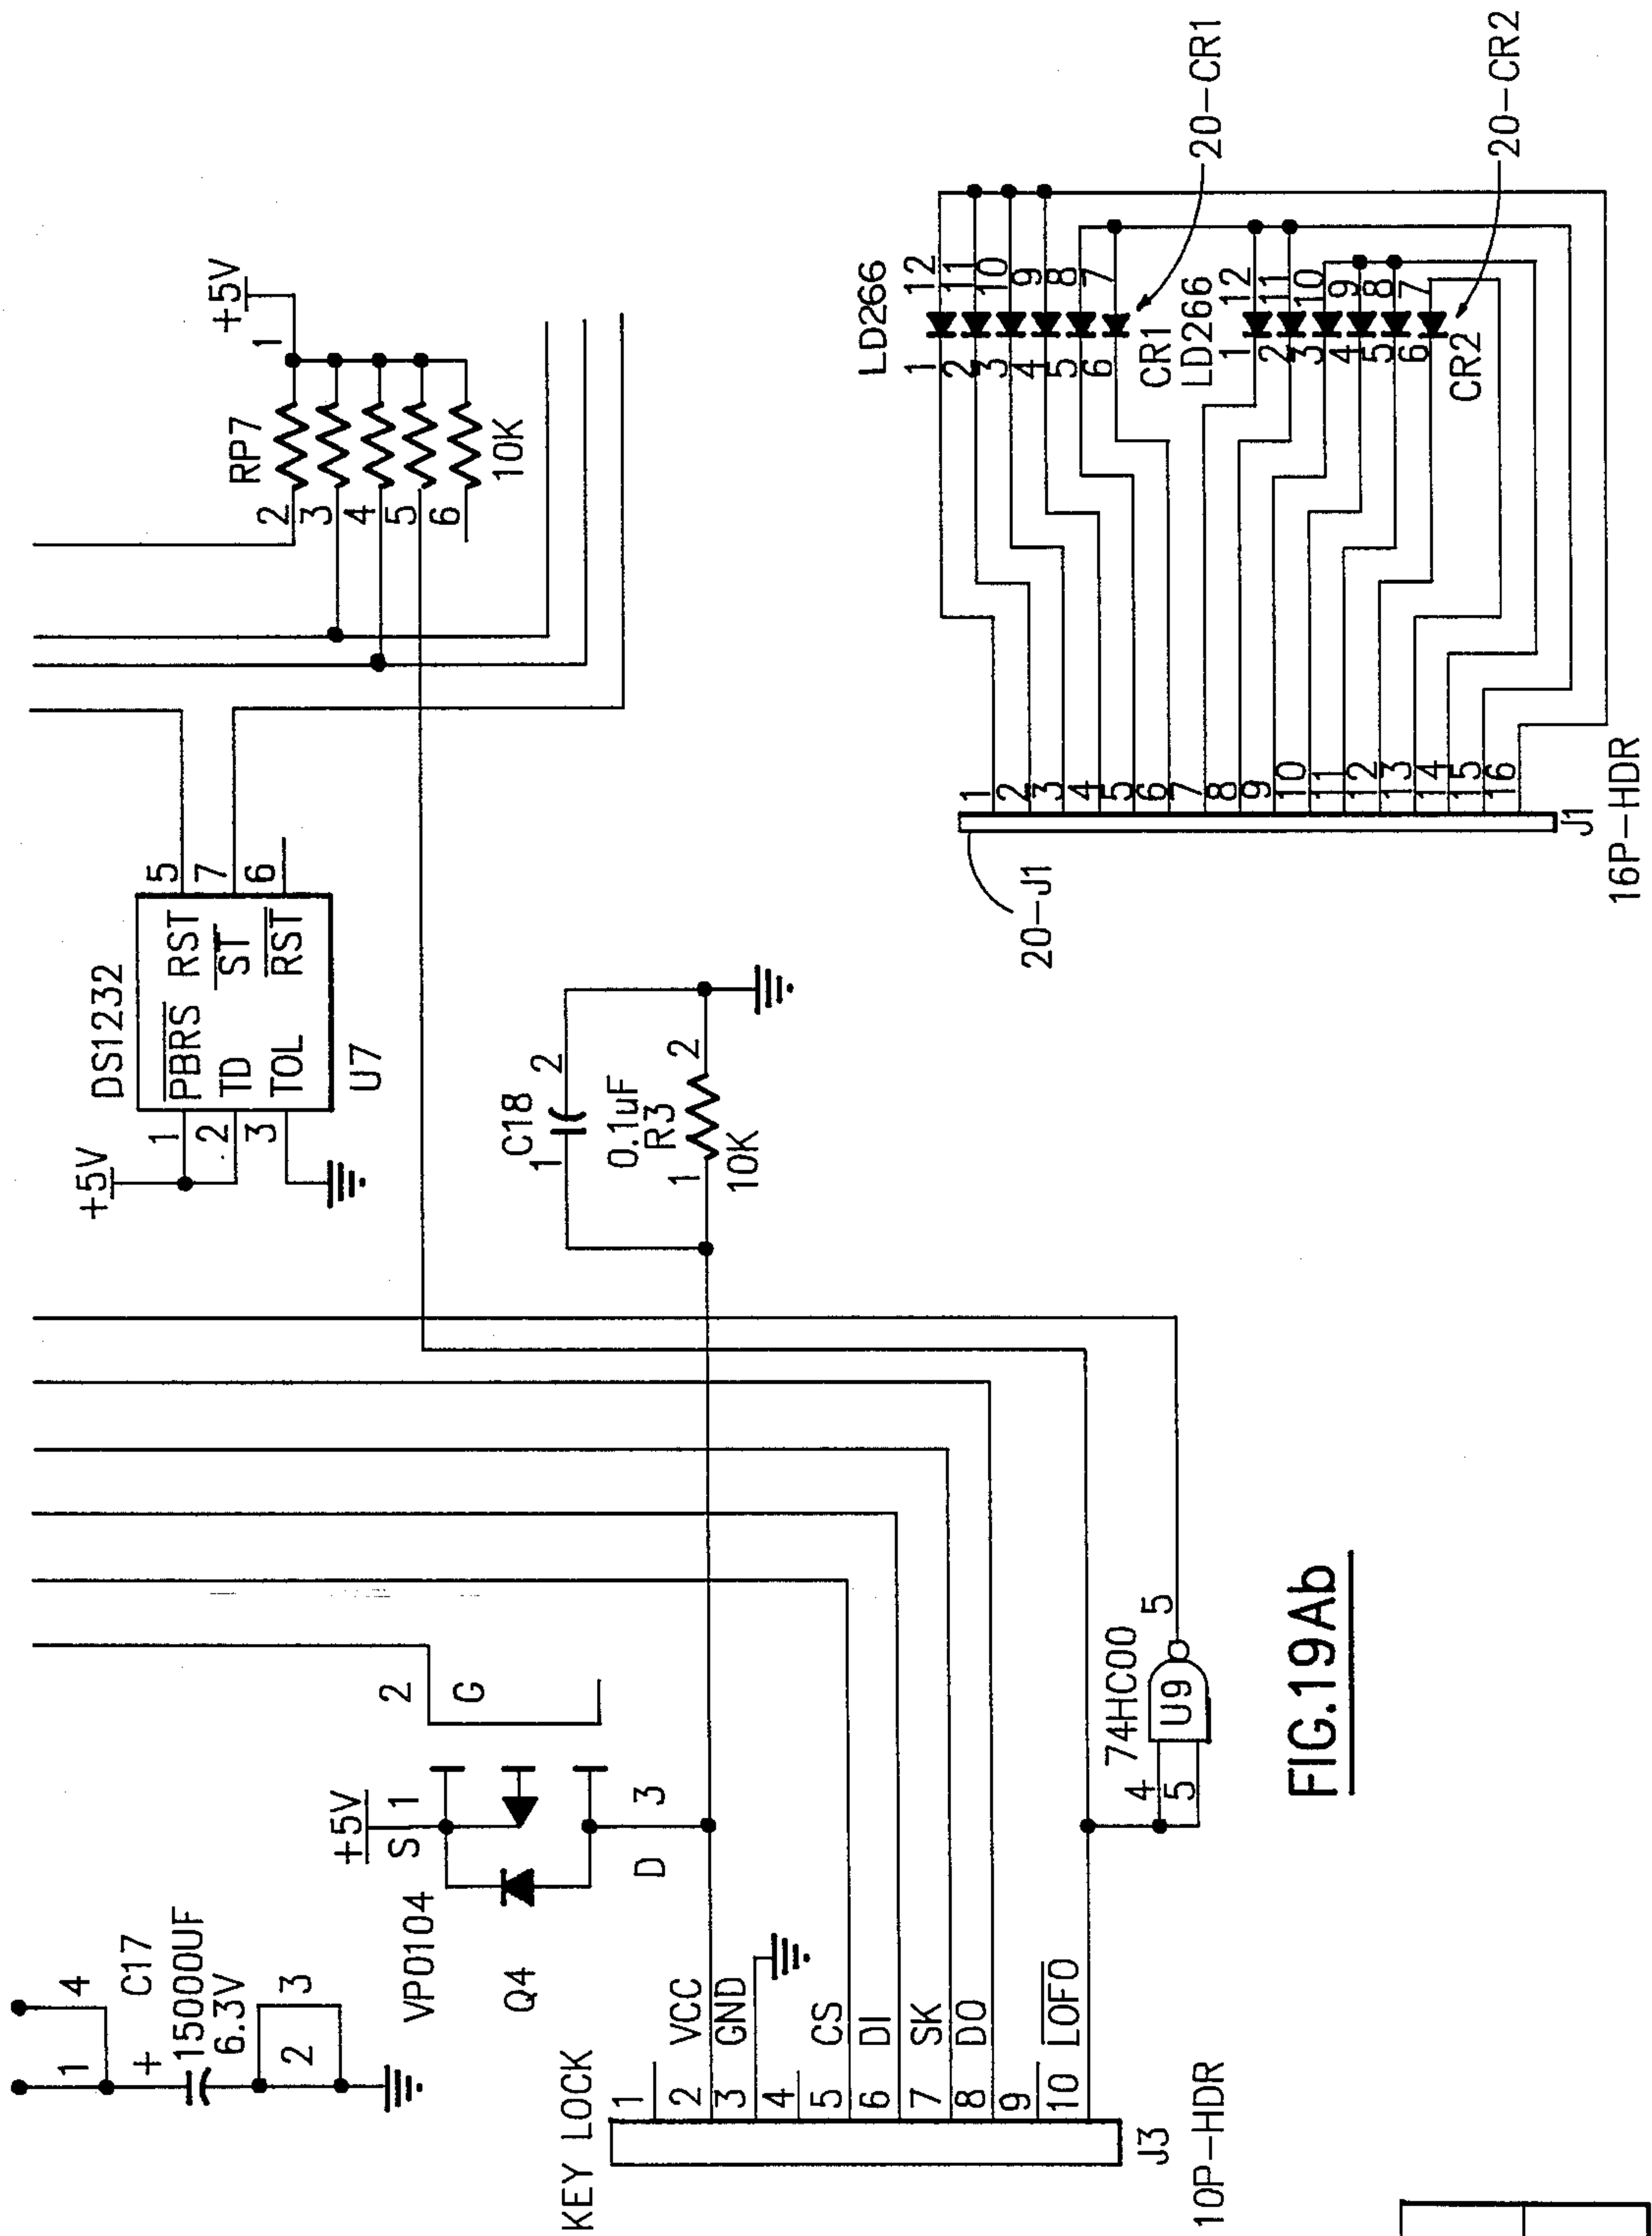 1
4
+
C17
15000UF
6.3V
2
3
VP0104
Q4
+5V
S
1
2
G
D
3
KEY LOCK
1
2
VCC
3
GND
4
5
CS
6
DI
7
SK
8
DO
9
10
LOFO
J3
10P-HDR
74HC00
4
5
U9
5
+5V
DS1232
1
PBRS
RST
5
2
TD
ST
7
3
TOL
RST
6
U7
C18
1
2
0.1uF
R3
1
2
10K
+5V
1
RP7
2
3
4
5
6
10K
20-J1
1
2
3
4
5
6
7
8
9
10
11
12
13
14
15
16
J1
16P-HDR
LD266
1
12
2
11
3
10
4
9
5
8
6
7
CR1
20-CR1
LD266
1
12
2
11
3
10
4
9
5
8
6
7
CR2
20-CR2
FIG.19Ab